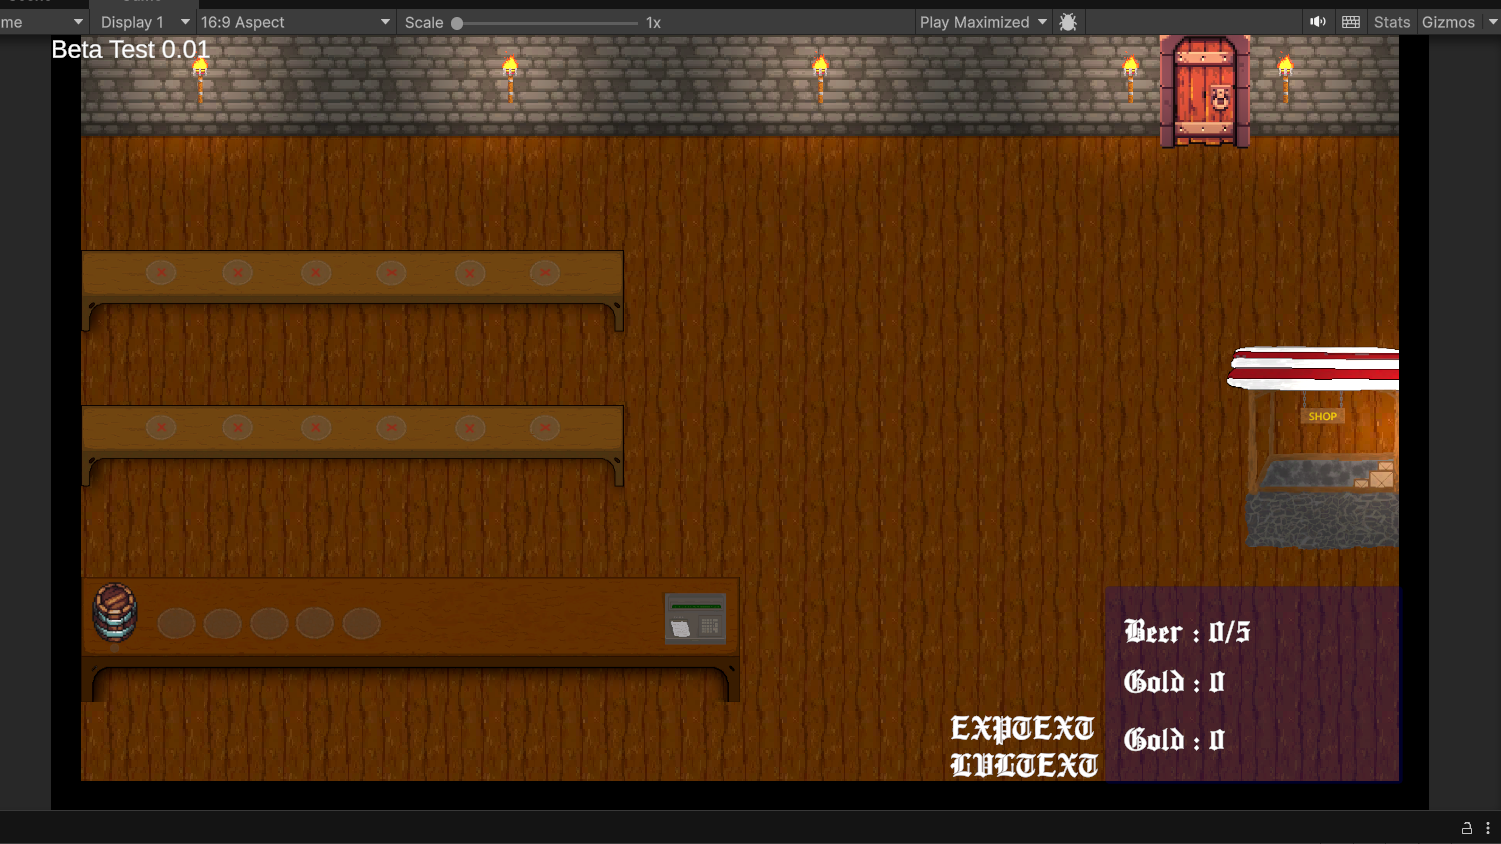 me Display 1 16:9 Aspect Scale 1x Play Maximized Stats Gizmos
Beta Test 0.01
SHOP
Beer : 0/5
Gold : 0
EXPTEXT
Gold : 0
LVLTEXT